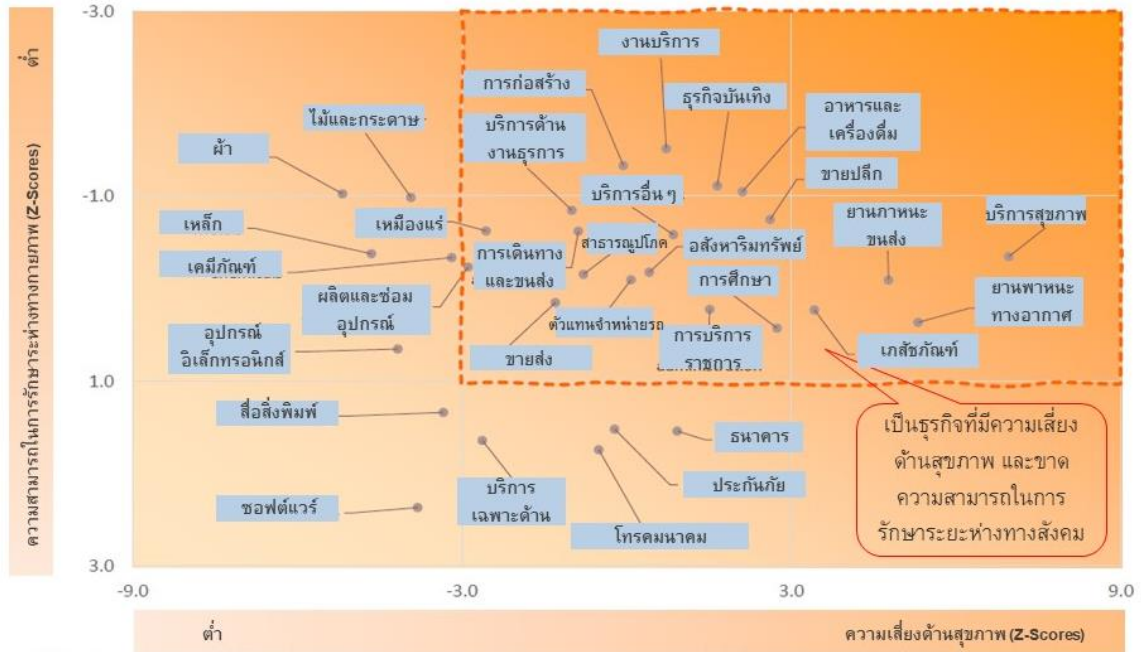 -3.0
-1.0
1.0
3.0
-9.0
-3.0
3.0
9.0
ต่ำ
ความสามารถในการรักษาระห่างทางกายภาพ (Z-Scores)
งานบริการ
การก่อสร้าง
ธุรกิจบันเทิง
อาหารและ
เครื่องดื่ม
ไม้และกระดาษ
บริการด้าน
งานธุรการ
ผ้า
ขายปลีก
บริการอื่น ๆ
เหมืองแร่
ยานภาหนะ
ขนส่ง
บริการสุขภาพ
เหล็ก
สาธารณูปโภค
อสังหาริมทรัพย์
การเดินทาง
และขนส่ง
เคมีภัณฑ์
การศึกษา
ผลิตและซ่อม
อุปกรณ์
ยานพาหนะ
ทางอากาศ
ตัวแทนจำหน่ายรถ
อุปกรณ์
อิเล็กทรอนิกส์
ขายส่ง
การบริการ
ราชการ
เภสัชภัณฑ์
สื่อสิ่งพิมพ์
ธนาคาร
ประกันภัย
บริการ
เฉพาะด้าน
ซอฟต์แวร์
โทรคมนาคม
เป็นธุรกิจที่มีความเสี่ยง
ด้านสุขภาพ และขาด
ความสามารถในการ
รักษาระยะห่างทางสังคม
ต่ำ
ความเสี่ยงด้านสุขภาพ (Z-Scores)